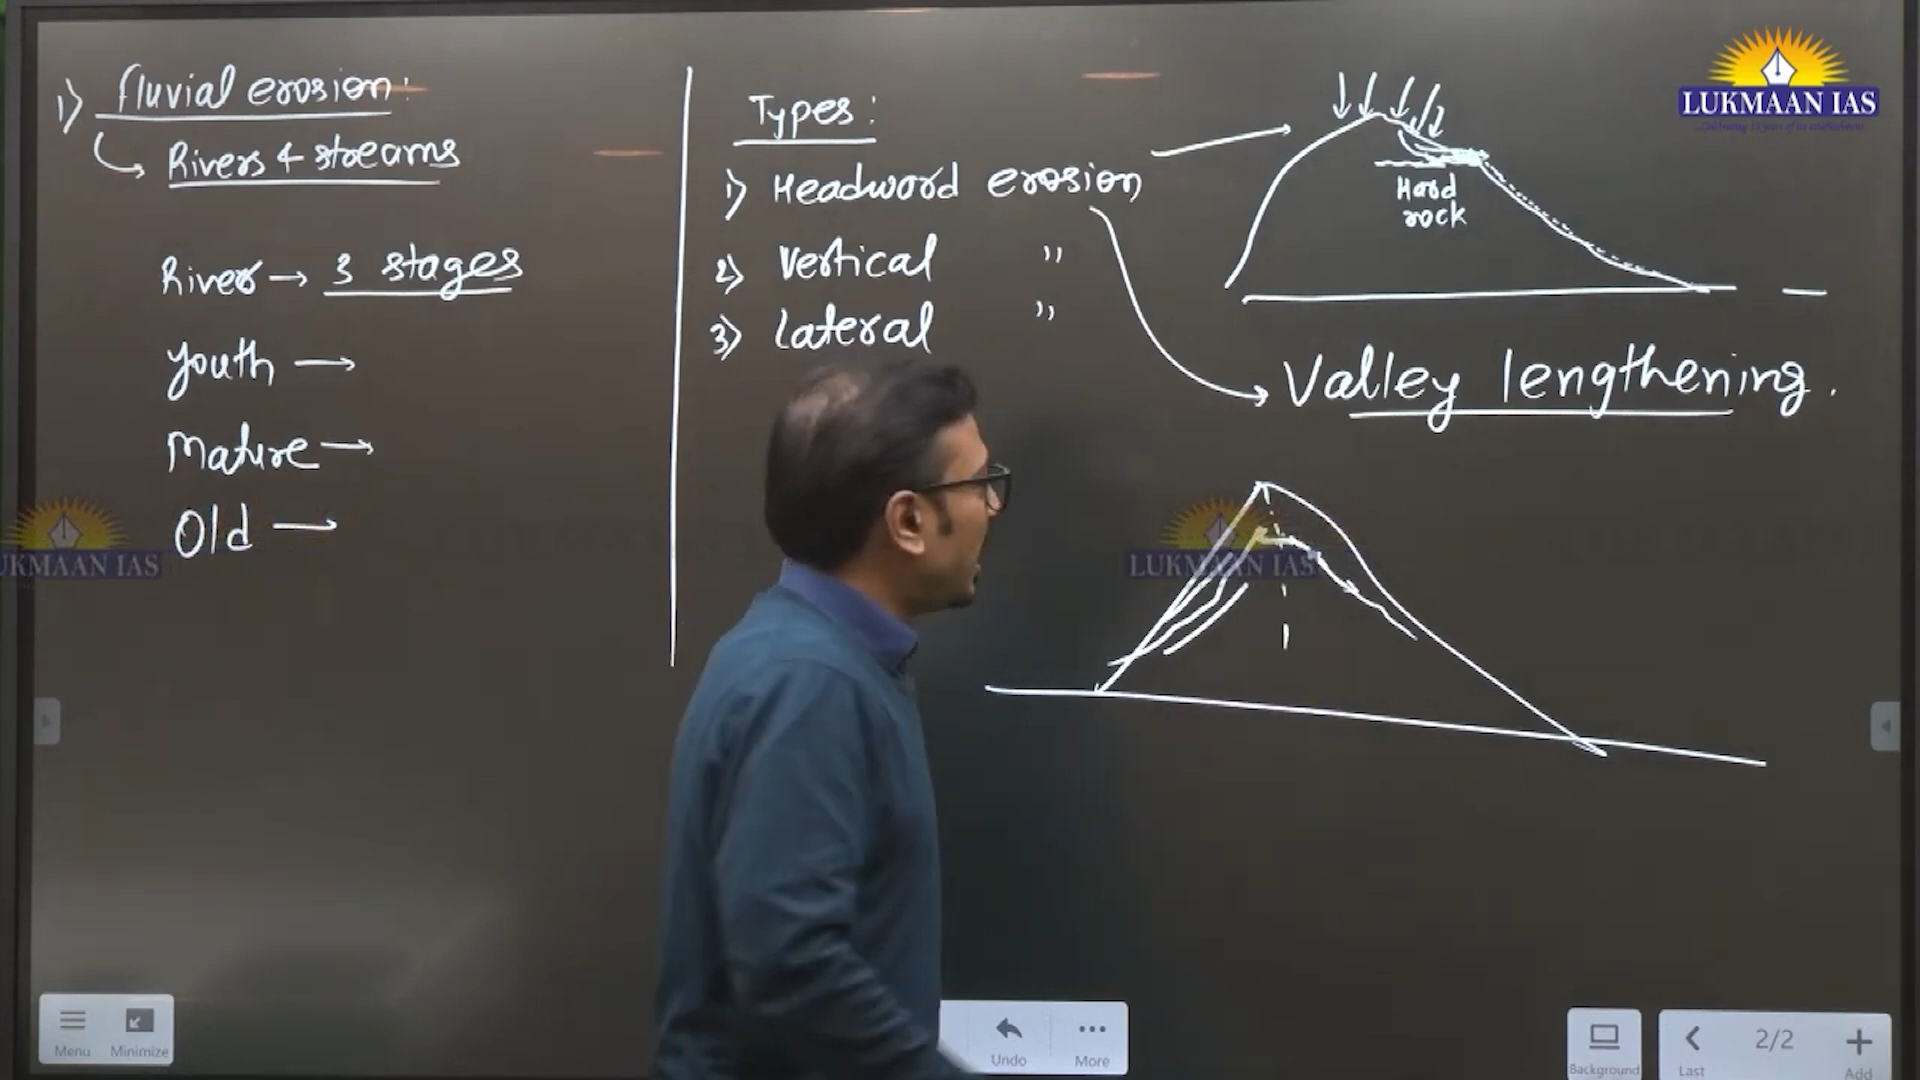 1) fluvial erosion:
Rivers & streams
River → 3 stages
Youth →
Mature →
Old →
Types:
1) Headword erosion
2) Vertical "
3) Lateral "
Hard
rock
Valley lengthening.
LUKMAAN IAS
UKMAAN IAS
LUKMAAN IAS
Menu
Minimize
Undo
More
Background
Last
2/2
Add